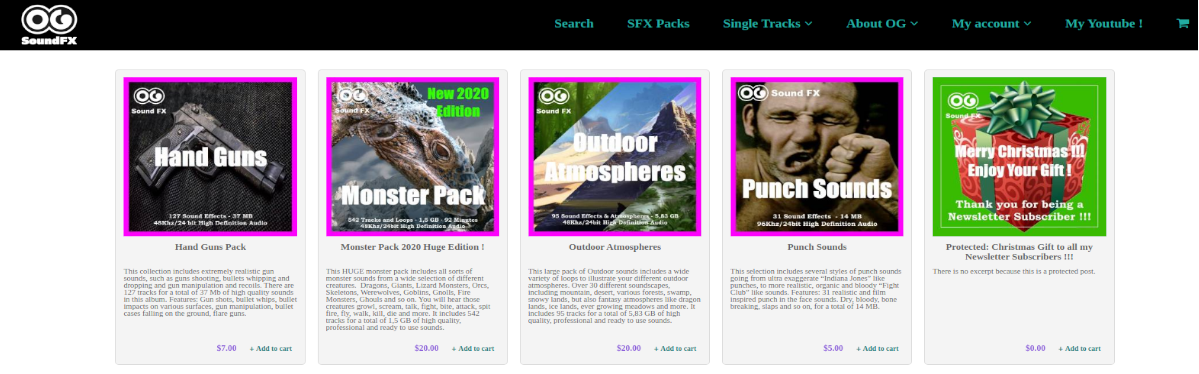 OG
SoundFX
Search
SFX Packs
Single Tracks
About OG
My account
My Youtube !
OG
Sound FX
Hand Guns
127 Sound Effects - 37 MB
48Khz/24 bit High Definition Audio
Hand Guns Pack
This collection includes extremely realistic gun
sounds, such as guns shooting, bullets whipping and
dropping and gun manipulation and recoils. There are
127 tracks for a total of 37 Mb of high quality sounds
in this album. Features: Gun shots, bullet whips, bullet
impacts on various surfaces, gun manipulation, bullet
cases falling on the ground, flare guns.
$7.00
+ Add to cart
OG
Sound FX
New 2020
Edition
Monster Pack
542 Tracks and Loops - 1,5 GB - 92 Minutes
48Khz/24bit High Definition Audio
Monster Pack 2020 Huge Edition !
This HUGE monster pack includes all sorts of
monster sounds from a wide selection of different
creatures. Dragons, Giants, Lizard Monsters, Orcs,
Skeletons, Werewolves, Goblins, Gnolls, Fire
Monsters, Ghouls and so on. You will hear those
creatures growl, scream, talk, fight, bite, attack, spit
fire, fly, walk, kill, die and more. It includes 542
tracks for a total of 1,5 GB of high quality,
professional and ready to use sounds.
$20.00
+ Add to cart
OG
Sound FX
Outdoor
Atmospheres
95 Sound Effects & Atmospheres - 5,83 GB
48Khz/24bit High Definition Audio
Outdoor Atmospheres
This large pack of Outdoor sounds includes a wide
variety of loops to illustrate your different outdoor
atmospheres. Over 30 different soundscapes,
including mountain, desert, various forests, swamp,
snowy lands, but also fantasy atmospheres like dragon
lands, ice lands, ever growing meadows and more. It
includes 95 tracks for a total of 5,83 GB of high
quality, professional and ready to use sounds.
$20.00
+ Add to cart
OG Sound FX
Punch Sounds
31 Sound Effects - 14 MB
96Khz/24bit High Definition Audio
Punch Sounds
This selection includes several styles of punch sounds
going from ultra exaggerate “Indiana Jones” like
punches, to more realistic, organic and bloody “Fight
Club” like sounds. Features: 31 realistic and film
inspired punch in the face sounds. Dry, bloody, bone
breaking, slaps and so on, for a total of 14 MB.
$5.00
+ Add to cart
OG
Sound FX
Merry Christmas !!!
Enjoy Your Gift !
Thank you for being a
Newsletter Subscriber !!!
Protected: Christmas Gift to all my
Newsletter Subscribers !!!
There is no excerpt because this is a protected post.
$0.00
+ Add to cart